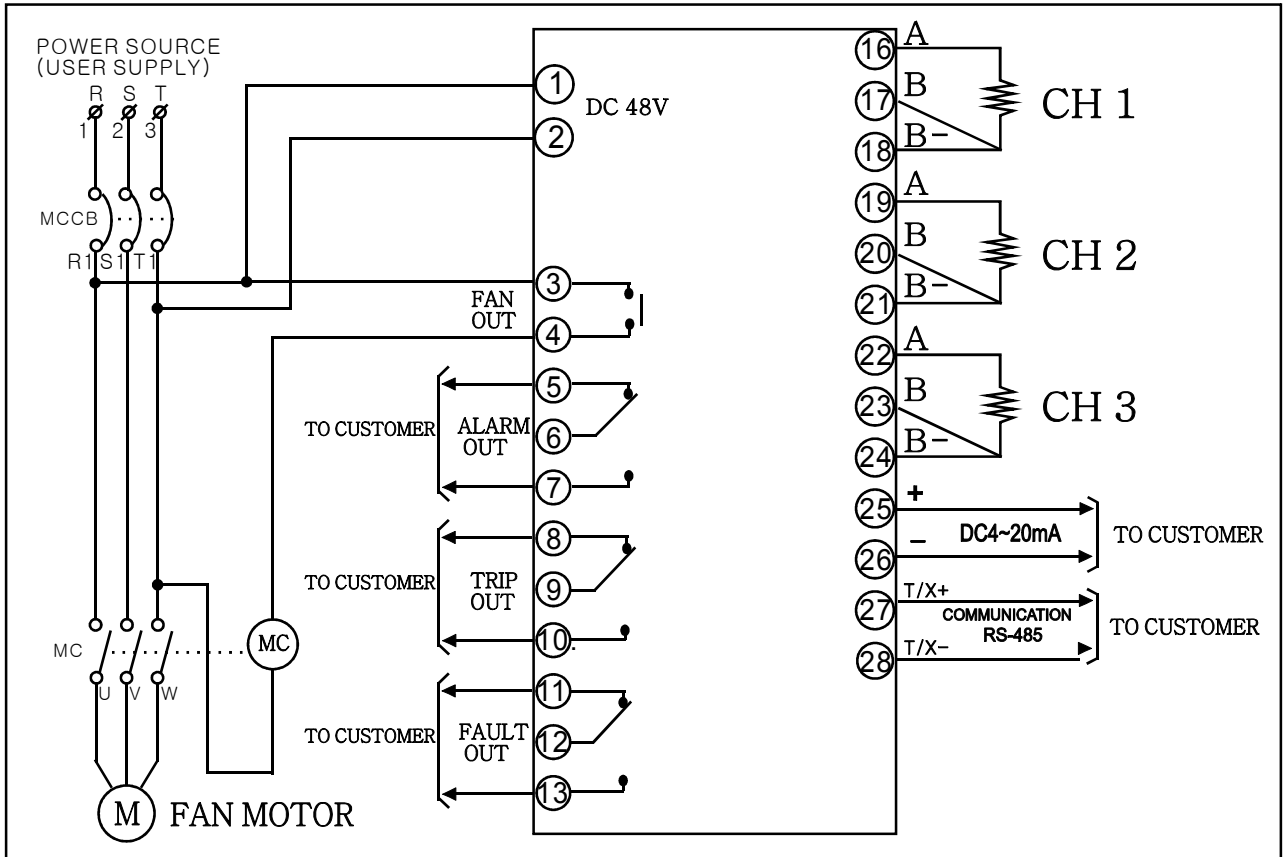 POWER SOURCE
(USER SUPPLY)
R S T
1 2 3
MCCB
R1 S1 T1
MC
U V W
M FAN MOTOR
MC
1
DC 48V
2
3
FAN
OUT
4
5
TO CUSTOMER
ALARM
OUT
6
7
8
TO CUSTOMER
TRIP
OUT
9
10.
11
TO CUSTOMER
FAULT
OUT
12
13
16 A
17 B
18 B-
CH 1
19 A
20 B
21 B-
CH 2
22 A
23 B
24 B-
CH 3
25 +
26 -
DC4~20mA
TO CUSTOMER
27 T/X+
COMMUNICATION
RS-485
28 T/X-
TO CUSTOMER